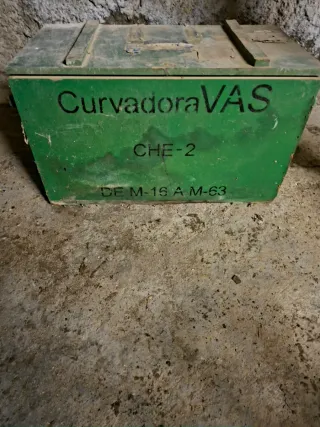 CurvadoraVAS
CHE-2
DE M-16 A M-63